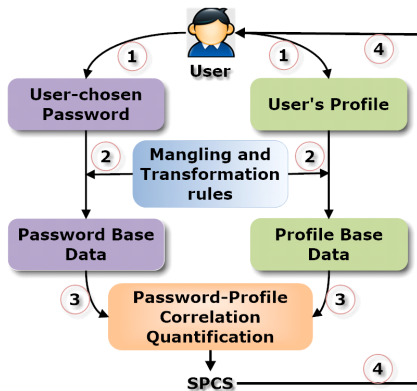 4
1
1
User
User-chosen
Password
User's Profile
2
Mangling and
Transformation
rules
2
Password Base
Data
Profile Base
Data
3
Password-Profile
Correlation
Quantification
3
SPCS
4